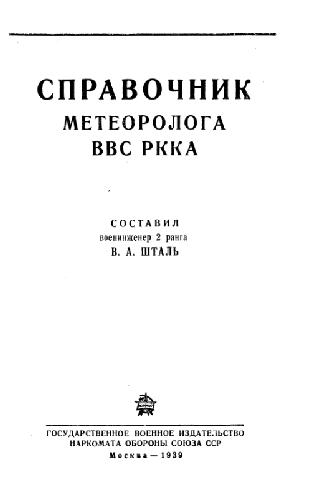 СПРАВОЧНИК
МЕТЕОРОЛОГА
ВВС РККА
СОСТАВИЛ
военинженер 2 ранга
В. А. ШТАЛЬ
ГОСУДАРСТВЕННОЕ ВОЕННОЕ ИЗДАТЕЛЬСТВО
НАРКОМАТА ОБОРОНЫ СОЮЗА ССР
Москва — 1939